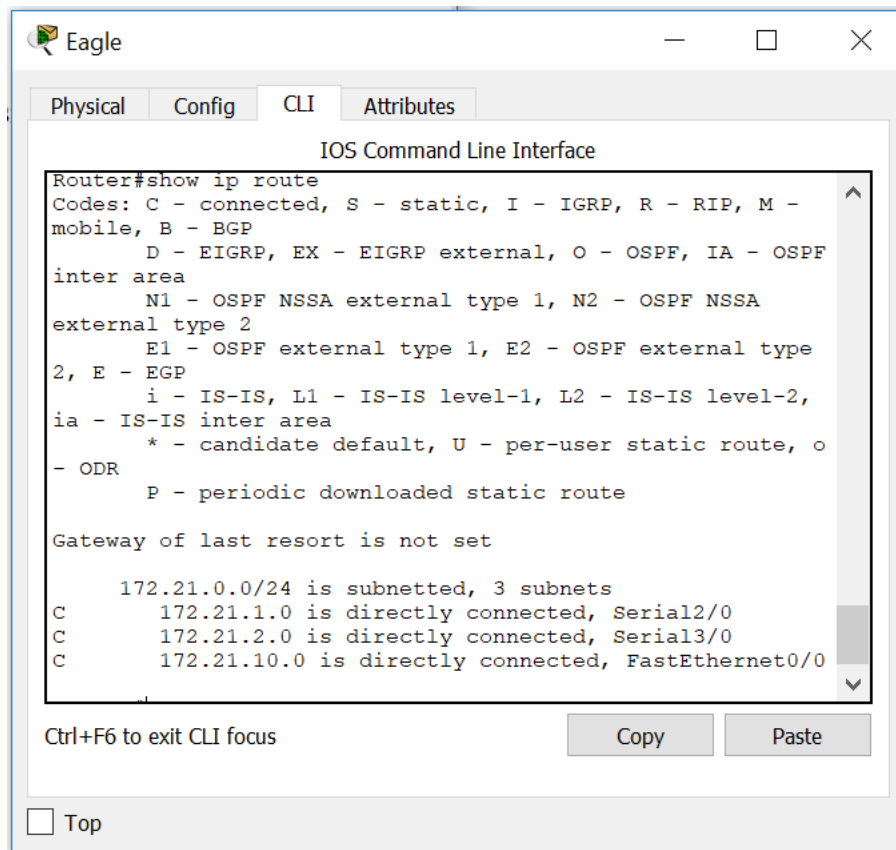 Eagle
Physical
Config
CLI
Attributes
IOS Command Line Interface
Router#show ip route
Codes: C - connected, S - static, I - IGRP, R - RIP, M -
mobile, B - BGP
D - EIGRP, EX - EIGRP external, O - OSPF, IA - OSPF
inter area
N1 - OSPF NSSA external type 1, N2 - OSPF NSSA
external type 2
E1 - OSPF external type 1, E2 - OSPF external type
2, E - EGP
i - IS-IS, L1 - IS-IS level-1, L2 - IS-IS level-2,
ia - IS-IS inter area
* - candidate default, U - per-user static route, o
- ODR
P - periodic downloaded static route
Gateway of last resort is not set
172.21.0.0/24 is subnetted, 3 subnets
C 172.21.1.0 is directly connected, Serial2/0
C 172.21.2.0 is directly connected, Serial3/0
C 172.21.10.0 is directly connected, FastEthernet0/0
Ctrl+F6 to exit CLI focus
Copy
Paste
Top